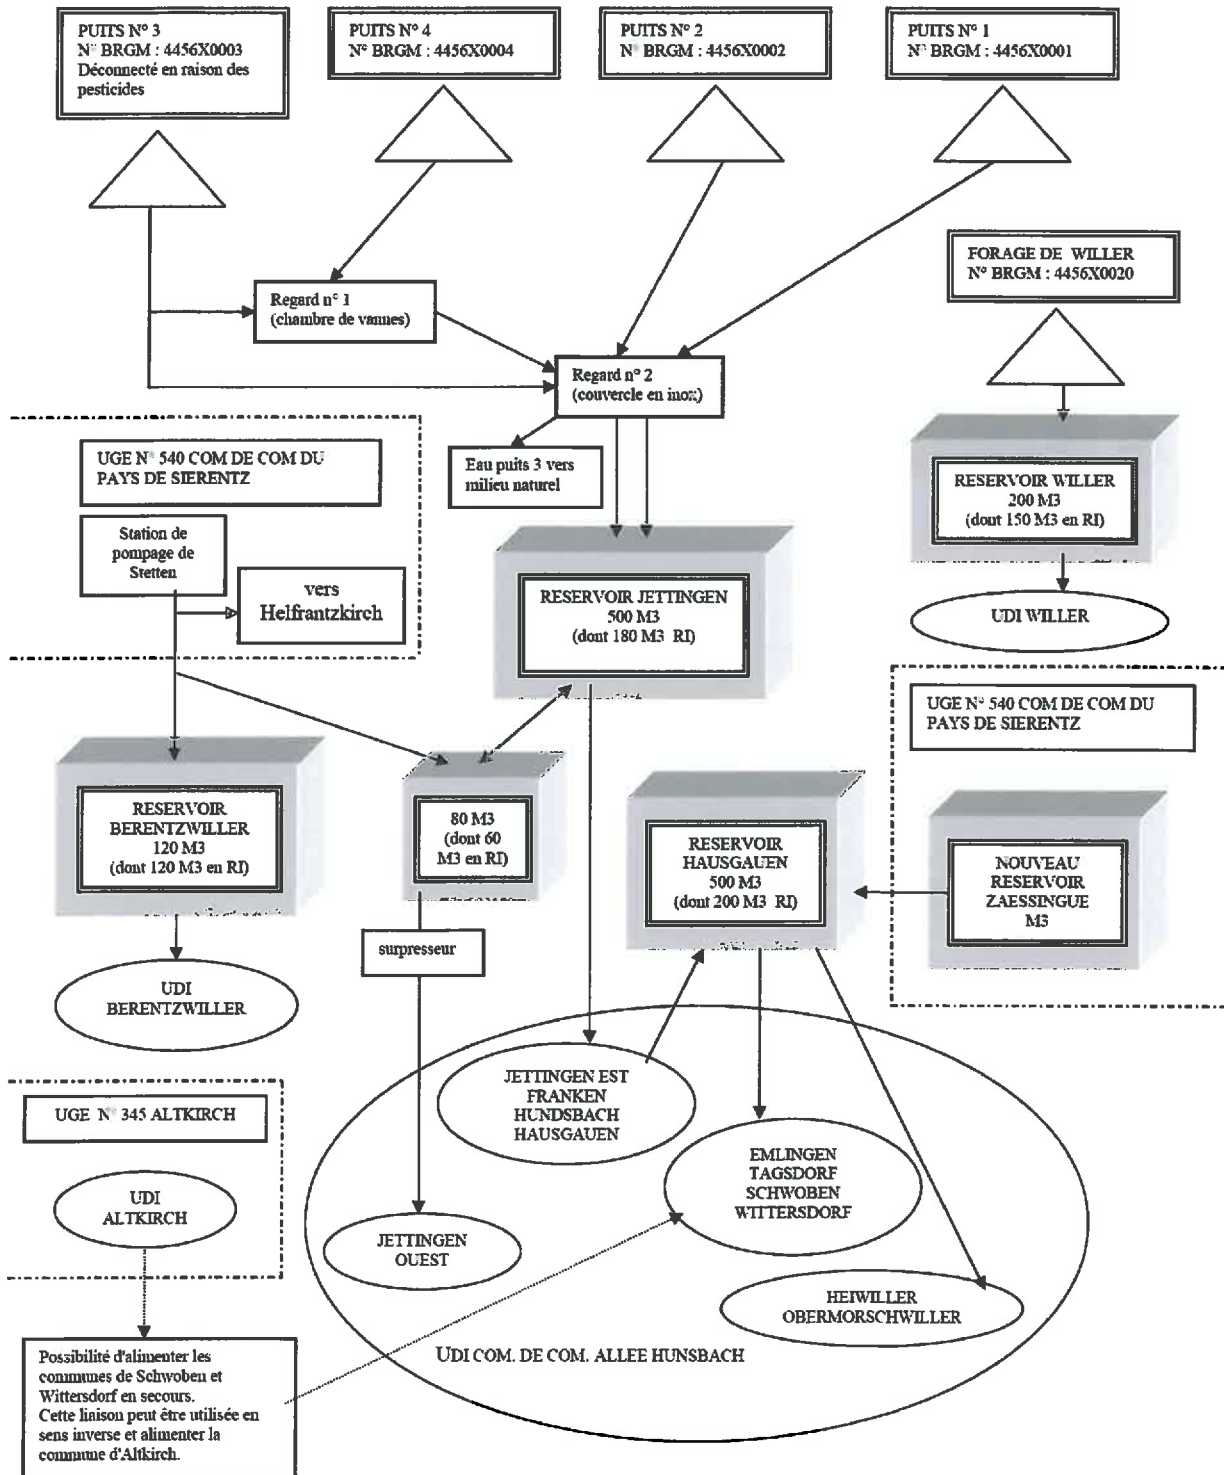 PUITS N° 3
N° BRGM : 4456X0003
Déconnecté en raison des
pesticides
PUITS N° 4
N° BRGM : 4456X0004
PUITS N° 2
N° BRGM : 4456X0002
PUITS N° 1
N° BRGM : 4456X0001
FORAGE DE WILLER
N° BRGM : 4456X0020
Regard n° 1
(chambre de vannes)
Regard n° 2
(couvercle en inox)
UGE N° 540 COM DE COM DU
PAYS DE SIERENTZ
Eau puits 3 vers
milieu naturel
RESERVOIR WILLER
200 M3
(dont 150 M3 en RI)
Station de
pompage de
Stetten
vers
Helfrantzkirch
RESERVOIR JETTINGEN
500 M3
(dont 180 M3 RI)
UDI WILLER
UGE N° 540 COM DE COM DU
PAYS DE SIERENTZ
RESERVOIR
BERENTZWILLER
120 M3
(dont 120 M3 en RI)
80 M3
(dont 60
M3 en RI)
RESERVOIR
HAUSGAUEN
500 M3
(dont 200 M3 RI)
NOUVEAU
RESERVOIR
ZAESSINGUE
M3
surpresseur
UDI
BERENTZWILLER
JETTINGEN EST
FRANKEN
HUNDSBACH
HAUSGAUEN
UGE N° 345 ALTKIRCH
EMLINGEN
TAGSDORF
SCHWOBEN
WITTERSDORF
UDI
ALTKIRCH
JETTINGEN
OUEST
HEIWILLER
OBERMORSCHWILLER
UDI COM. DE COM. ALLEE HUNSBACH
Possibilité d'alimenter les
communes de Schwoben et
Wittersdorf en secours.
Cette liaison peut être utilisée en
sens inverse et alimenter la
commune d'Altkirch.